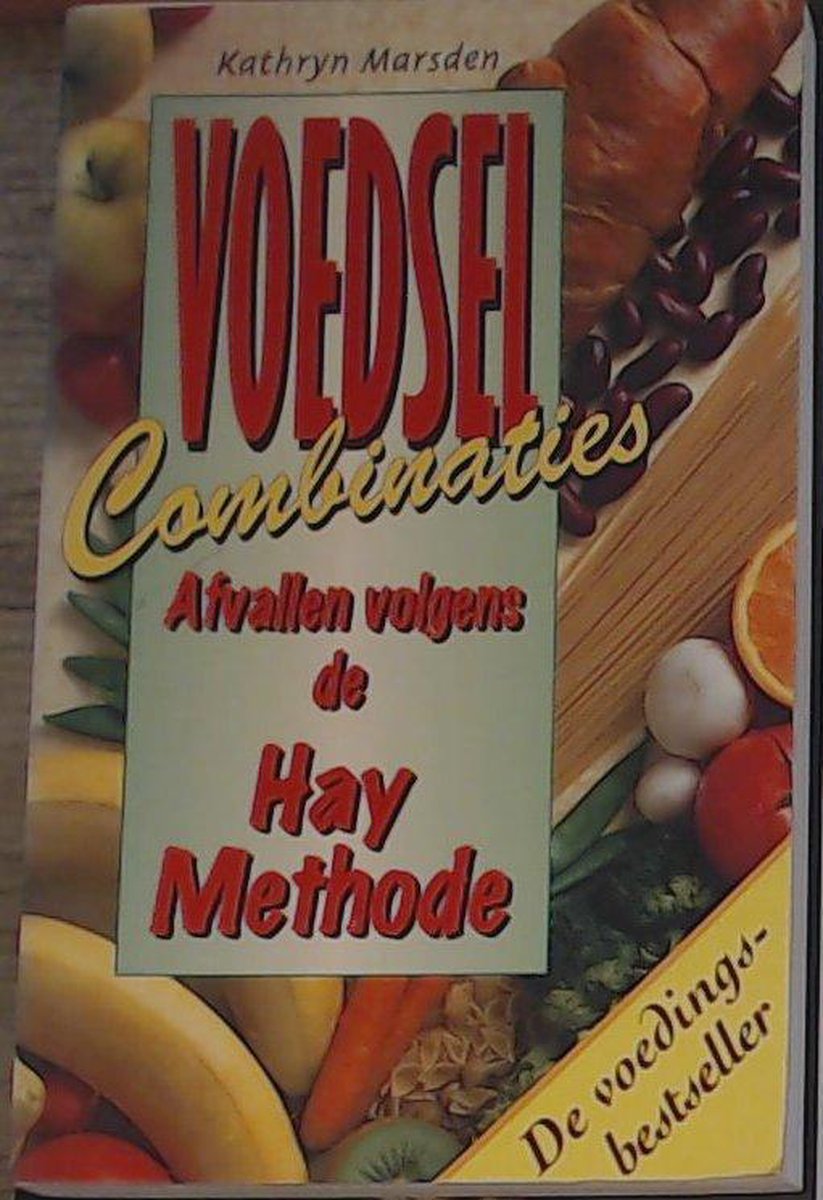 Kathryn Marsden
VOEDSEL
Combinaties
Afvallen volgens
de
Hay
Methode
De voedings-
bestseller